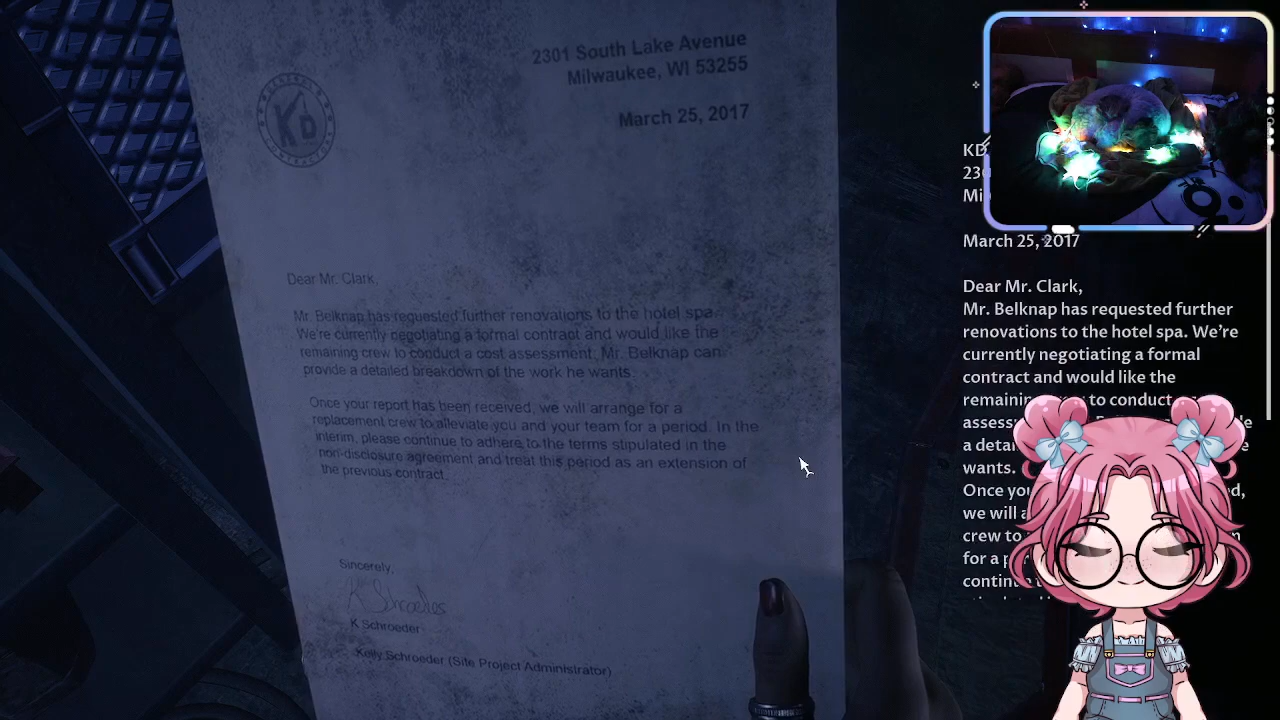 2301 South Lake Avenue
Milwaukee, WI 53255
March 25, 2017
KD
Dear Mr. Clark,
Mr. Belknap has requested further renovations to the hotel spa.
We're currently negotiating a formal contract and would like the
remaining crew to conduct a cost assessment. Mr. Belknap can
provide a detailed breakdown of the work he wants.
Once your report has been received, we will arrange for a
replacement crew to alleviate you and your team for a period. In the
interim, please continue to adhere to the terms stipulated in the
non-disclosure agreement and treat this period as an extension of
the previous contract.
Sincerely,
K Schroeder
Kelly Schroeder (Site Project Administrator)
KD
March 25, 2017
Dear Mr. Clark,
Mr. Belknap has requested further
renovations to the hotel spa. We're
currently negotiating a formal
contract and would like the
to conduct
a
wants.
Once
we will
crew to
for a